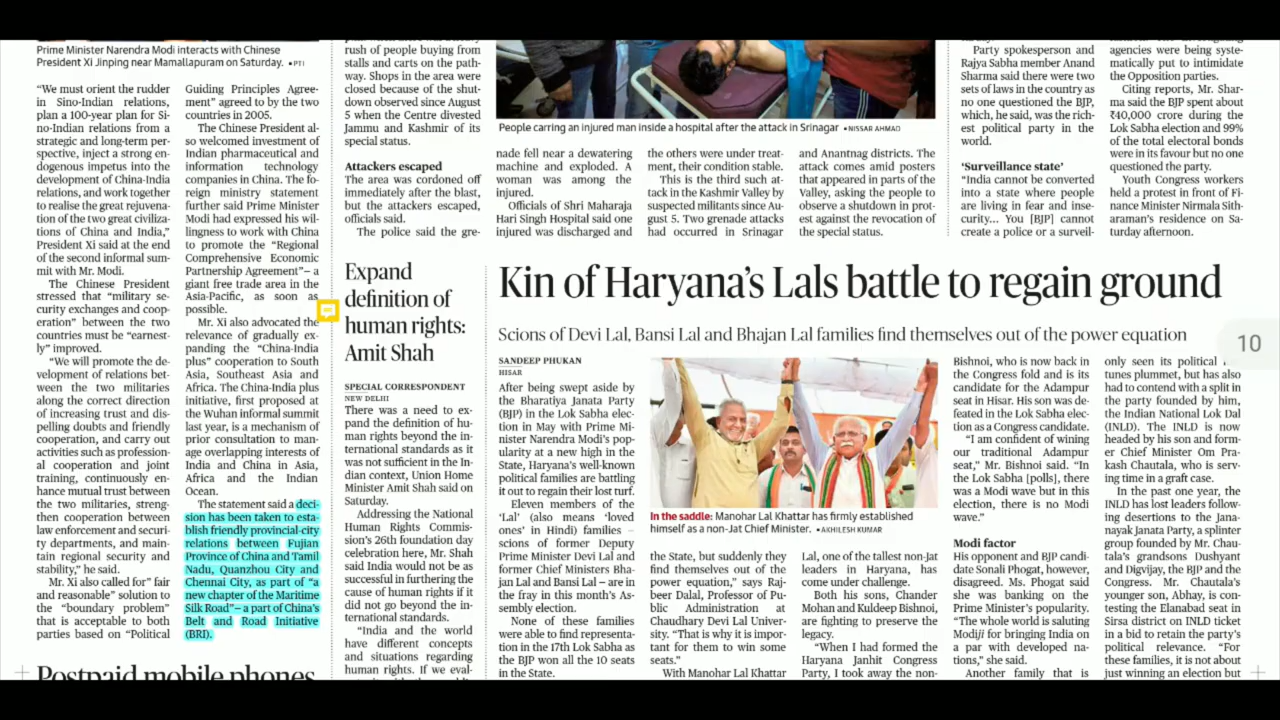 Prime Minister Narendra Modi interacts with Chinese
President Xi Jinping near Mamallapuram on Saturday. ▪ PTI
“We must orient the rudder
in Sino-Indian relations,
plan a 100-year plan for Si-
no-Indian relations from a
strategic and long-term per-
spective, inject a strong en-
dogenous impetus into the
development of China-India
relations, and work together
to realise the great rejuvena-
tion of the two great civiliza-
tions of China and India,”
President Xi said at the end
of the second informal sum-
mit with Mr. Modi.
The Chinese President
stressed that “military se-
curity exchanges and coop-
eration” between the two
countries must be “earnest-
ly” improved.
“We will promote the de-
velopment of relations bet-
ween the two militaries
along the correct direction
of increasing trust and dis-
pelling doubts and friendly
cooperation, and carry out
activities such as profession-
al cooperation and joint
training, continuously en-
hance mutual trust between
the two militaries, streng-
then cooperation between
law enforcement and securi-
ty departments, and main-
tain regional security and
stability,” he said.
Mr. Xi also called for” fair
and reasonable” solution to
the “boundary problem”
that is acceptable to both
parties based on “Political
Guiding Principles Agree-
ment” agreed to by the two
countries in 2005.
The Chinese President al-
so welcomed investment of
Indian pharmaceutical and
information technology
companies in China. The fo-
reign ministry statement
further said Prime Minister
Modi had expressed his wil-
lingness to work with China
to promote the “Regional
Comprehensive Economic
Partnership Agreement”– a
giant free trade area in the
Asia-Pacific, as soon as
possible.
Mr. Xi also advocated the
relevance of gradually ex-
panding the “China-India
plus” cooperation to South
Asia, Southeast Asia and
Africa. The China-India plus
initiative, first proposed at
the Wuhan informal summit
last year, is a mechanism of
prior consultation to man-
age overlapping interests of
India and China in Asia,
Africa and the Indian
Ocean.
The statement said a deci-
sion has been taken to esta-
blish friendly provincial-city
relations between Fujian
Province of China and Tamil
Nadu, Quanzhou City and
Chennai City, as part of “a
new chapter of the Maritime
Silk Road”– a part of China’s
Belt and Road Initiative
(BRI).
Postpaid mobile phones
rush of people buying from
stalls and carts on the path-
way. Shops in the area were
closed because of the shut-
down observed since August
5 when the Centre divested
Jammu and Kashmir of its
special status.
Attackers escaped
The area was cordoned off
immediately after the blast,
but the attackers escaped,
officials said.
The police said the gre-
People carrying an injured man inside a hospital after the attack in Srinagar ▪ NISSAR AHMAD
nade fell near a dewatering
machine and exploded. A
woman was among the
injured.
Officials of Shri Maharaja
Hari Singh Hospital said one
injured was discharged and
the others were under treat-
ment, their condition stable.
This is the third such at-
tack in the Kashmir Valley by
suspected militants since Au-
gust 5. Two grenade attacks
had occurred in Srinagar
and Anantnag districts. The
attack comes amid posters
that appeared in parts of the
Valley, asking the people to
observe a shutdown in prot-
est against the revocation of
the special status.
Party spokesperson and
Rajya Sabha member Anand
Sharma said there were two
sets of laws in the country as
no one questioned the BJP,
which, he said, was the rich-
est political party in the
world.
‘Surveillance state’
“India cannot be converted
into a state where people
are living in fear and inse-
curity... You [BJP] cannot
create a police or a surveil-
agencies were being syste-
matically put to intimidate
the Opposition parties.
Citing reports, Mr. Shar-
ma said the BJP spent about
₹40,000 crore during the
Lok Sabha election and 99%
of the total electoral bonds
were in its favour but no one
questioned the party.
Youth Congress workers
held a protest in front of Fi-
nance Minister Nirmala Sith-
araman’s residence on Sa-
turday afternoon.
Expand
definition of
human rights:
Amit Shah
SPECIAL CORRESPONDENT
NEW DELHI
There was a need to ex-
pand the definition of hu-
man rights beyond the in-
ternational standards as it
was not sufficient in the In-
dian context, Union Home
Minister Amit Shah said on
Saturday.
Addressing the National
Human Rights Commis-
sion’s 26th foundation day
celebration here, Mr. Shah
said India would not be as
successful in furthering the
cause of human rights if it
did not go beyond the in-
ternational standards.
“India and the world
have different concepts
and situations regarding
human rights. If we eval-
Kin of Haryana’s Lals battle to regain ground
Scions of Devi Lal, Bansi Lal and Bhajan Lal families find themselves out of the power equation
SANDEEP PHUKAN
HISAR
After being swept aside by
the Bharatiya Janata Party
(BJP) in the Lok Sabha elec-
tion in May with Prime Mi-
nister Narendra Modi’s pop-
ularity at a new high in the
State, Haryana’s well-known
political families are battling
it out to regain their lost turf.
Eleven members of the
‘Lal’ (also means ‘loved
ones’ in Hindi) families –
scions of former Deputy
Prime Minister Devi Lal and
former Chief Ministers Bha-
jan Lal and Bansi Lal – are in
the fray in this month’s As-
sembly election.
None of these families
were able to find representa-
tion in the 17th Lok Sabha as
the BJP won all the 10 seats
in the State.
In the saddle: Manohar Lal Khattar has firmly established
himself as a non-Jat Chief Minister. ▪ AKHILESH KUMAR
the State, but suddenly they
find themselves out of the
power equation,” says Raj-
beer Dalal, Professor of Pu-
blic Administration at
Chaudhary Devi Lal Univer-
sity. “That is why it is impor-
tant for them to win some
seats.”
With Manohar Lal Khattar
Lal, one of the tallest non-Jat
leaders in Haryana, has
come under challenge.
Both his sons, Chander
Mohan and Kuldeep Bishnoi,
are fighting to preserve the
legacy.
“When I had formed the
Haryana Janhit Congress
Party, I took away the non-
Bishnoi, who is now back in
the Congress fold and is its
candidate for the Adampur
seat in Hisar. His son was de-
feated in the Lok Sabha elec-
tion as a Congress candidate.
“I am confident of wining
our traditional Adampur
seat,” Mr. Bishnoi said. “In
the Lok Sabha [polls], there
was a Modi wave but in this
election, there is no Modi
wave.”
Modi factor
His opponent and BJP candi-
date Sonali Phogat, however,
disagreed. Ms. Phogat said
she was banking on the
Prime Minister’s popularity.
“The whole world is saluting
Modiji for bringing India on
a par with developed na-
tions,” she said.
Another family that is
only seen its political
tunes plummet, but has also
had to contend with a split in
the party founded by him,
the Indian National Lok Dal
(INLD). The INLD is now
headed by his son and form-
er Chief Minister Om Pra-
kash Chautala, who is serv-
ing time in a graft case.
In the past one year, the
INLD has lost leaders follow-
ing desertions to the Jana-
nayak Janata Party, a splinter
group founded by Mr. Chau-
tala’s grandsons Dushyant
and Digvijay, the BJP and the
Congress. Mr. Chautala’s
younger son, Abhay, is con-
testing the Elanabad seat in
Sirsa district on INLD ticket
in a bid to retain the party’s
political relevance. “For
these families, it is not about
just winning an election but
10